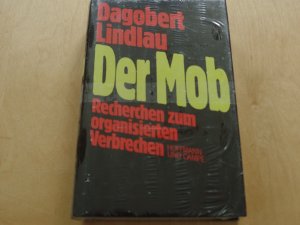 Dagobert
Lindlau
Der Mob
Recherchen zum
organisierten
Verbrechen
HOFFMANN
UND CAMPE